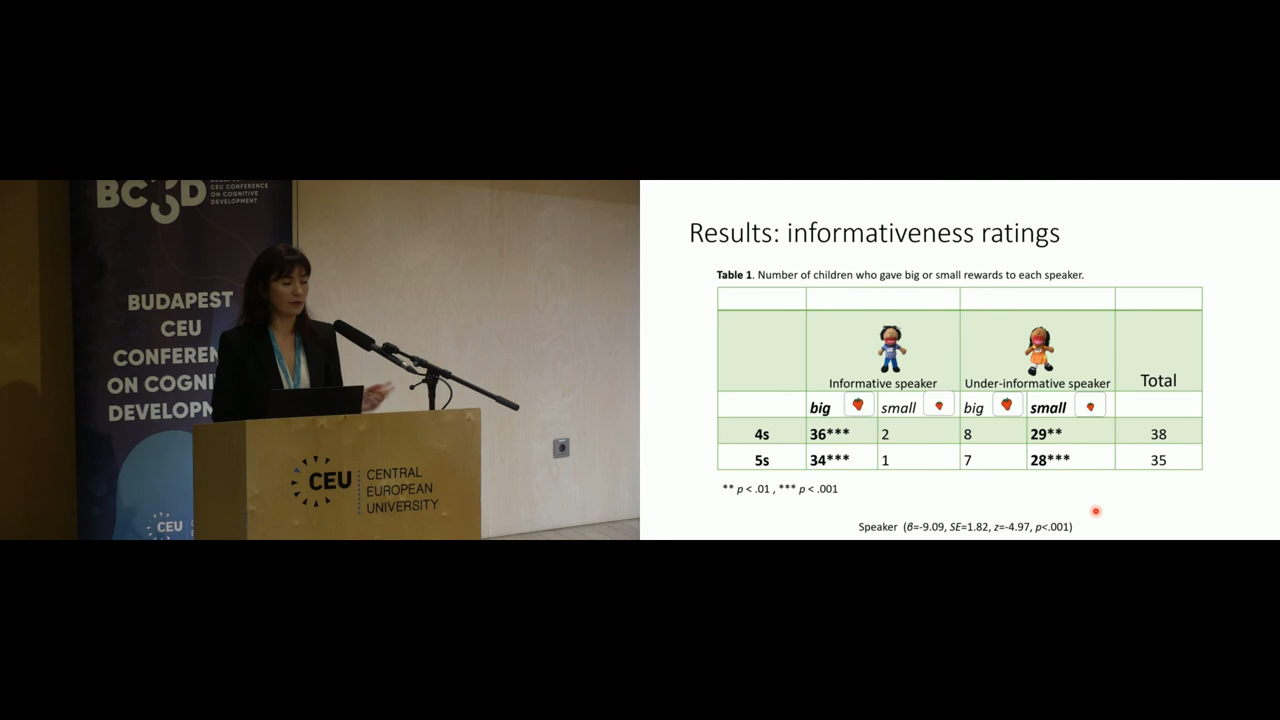 BC D
CEU CONFERENCE
ON COGNITIVE
DEVELOPMENT
BUDAPEST
CEU
CONFEREN
ON COGNI
DEVELOPM
CEU
CEU
CENTRAL
EUROPEAN
UNIVERSITY
Results: informativeness ratings
Table 1. Number of children who gave big or small rewards to each speaker.
Informative speaker Under-informative speaker Total
big small big small
4s 36*** 2 8 29** 38
5s 34*** 1 7 28*** 35
** p < .01 , *** p < .001
Speaker (β=-9.09, SE=1.82, z=-4.97, p<.001)